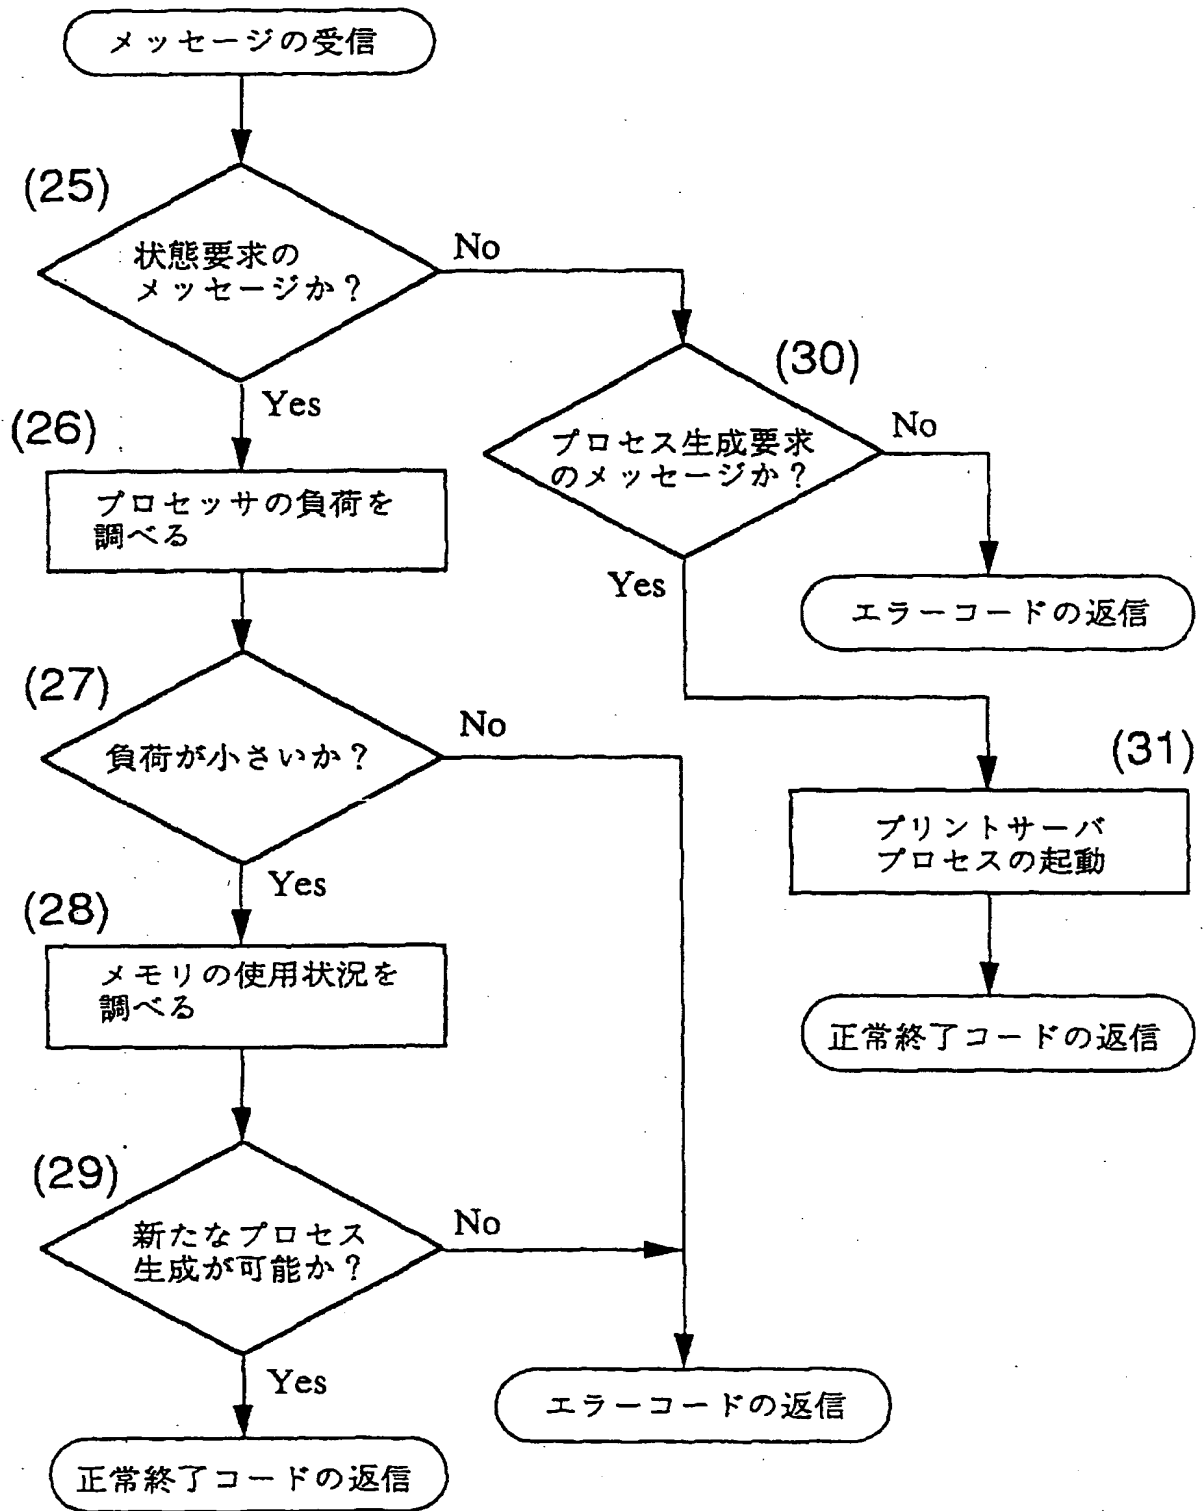 メッセージの受信
(25)
状態要求の
メッセージか?
No
Yes
(26)
プロセッサの負荷を
調べる
(27)
負荷が小さいか?
No
Yes
(28)
メモリの使用状況を
調べる
(29)
新たなプロセス
生成が可能か?
No
Yes
正常終了コードの返信
エラーコードの返信
(30)
プロセス生成要求
のメッセージか?
No
Yes
エラーコードの返信
(31)
プリントサーバ
プロセスの起動
正常終了コードの返信